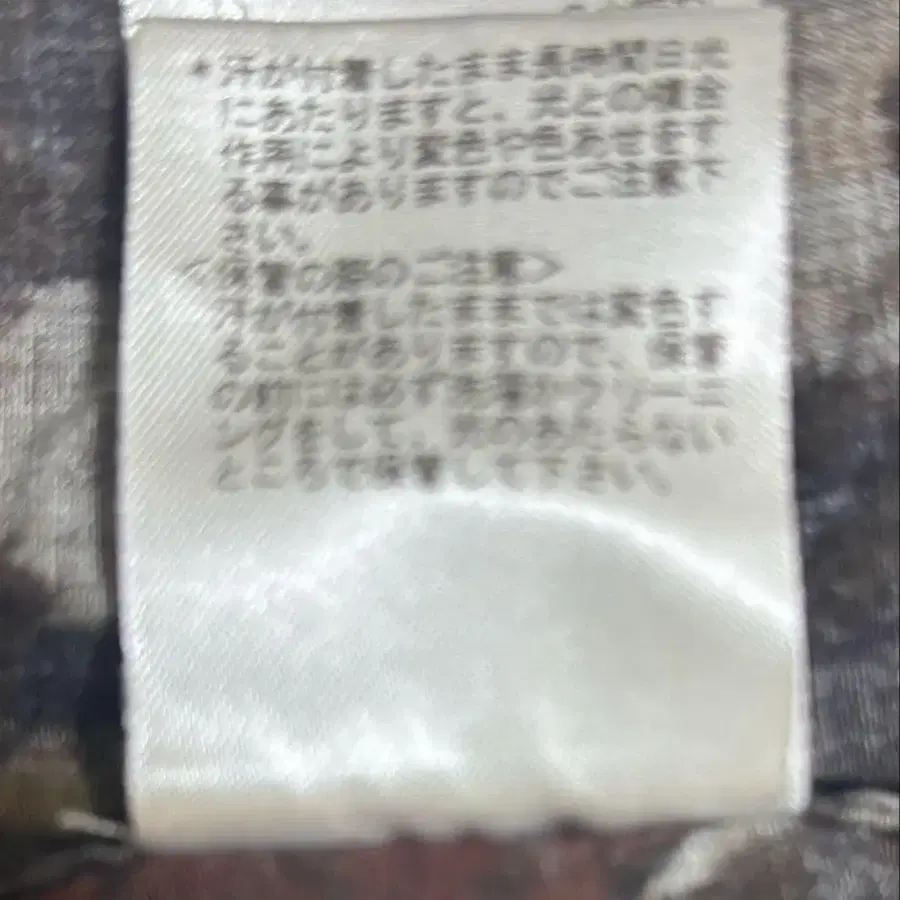 *汗が付着したまま長時間日光
にあたりますと、光との複合
作用により変色や色あせをす
る事がありますのでご注意下
さい。
<保管の際のご注意>
汗が付着したままでは変色す
ることがありますので、保管
の前には必ず洗濯かクリーニ
ングをして、光のあたらない
ところで保管して下さい。